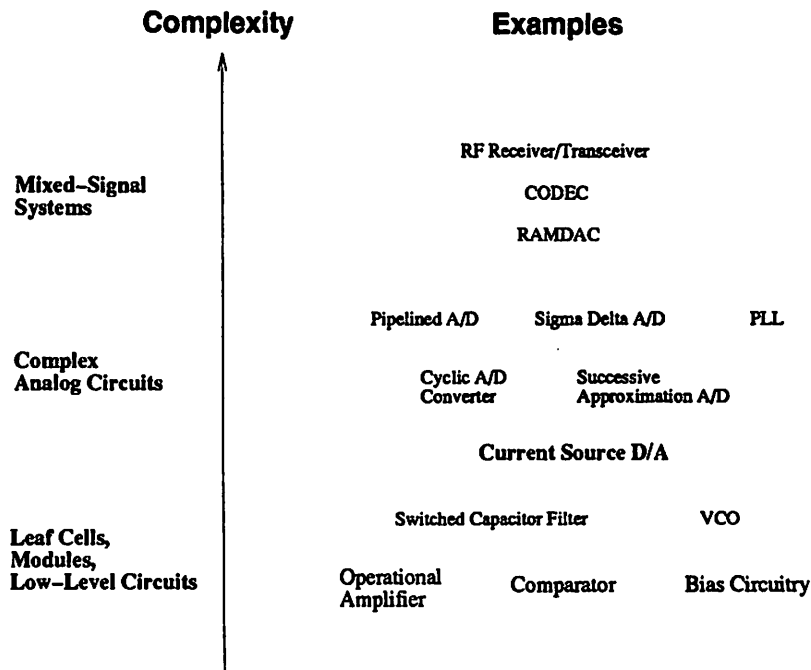 Complexity Examples
RF Receiver/Transceiver
Mixed–Signal
Systems
CODEC
RAMDAC
Pipelined A/D Sigma Delta A/D PLL
Complex
Analog Circuits
Cyclic A/D
Converter
Successive
Approximation A/D
Current Source D/A
Switched Capacitor Filter VCO
Leaf Cells,
Modules,
Low–Level Circuits
Operational
Amplifier
Comparator
Bias Circuitry